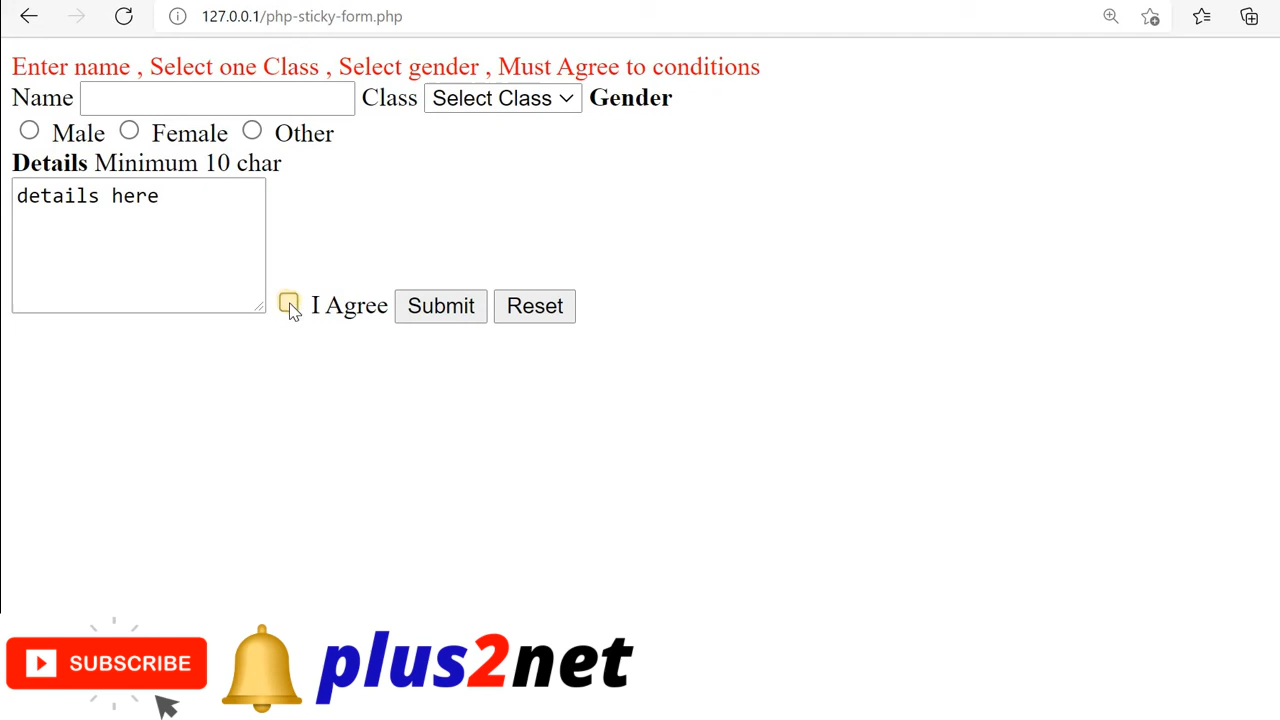 127.0.0.1/php-sticky-form.php
Enter name , Select one Class , Select gender , Must Agree to conditions
Name Class Select Class Gender
Male Female Other
Details Minimum 10 char
details here
I Agree Submit Reset
SUBSCRIBE plus2net